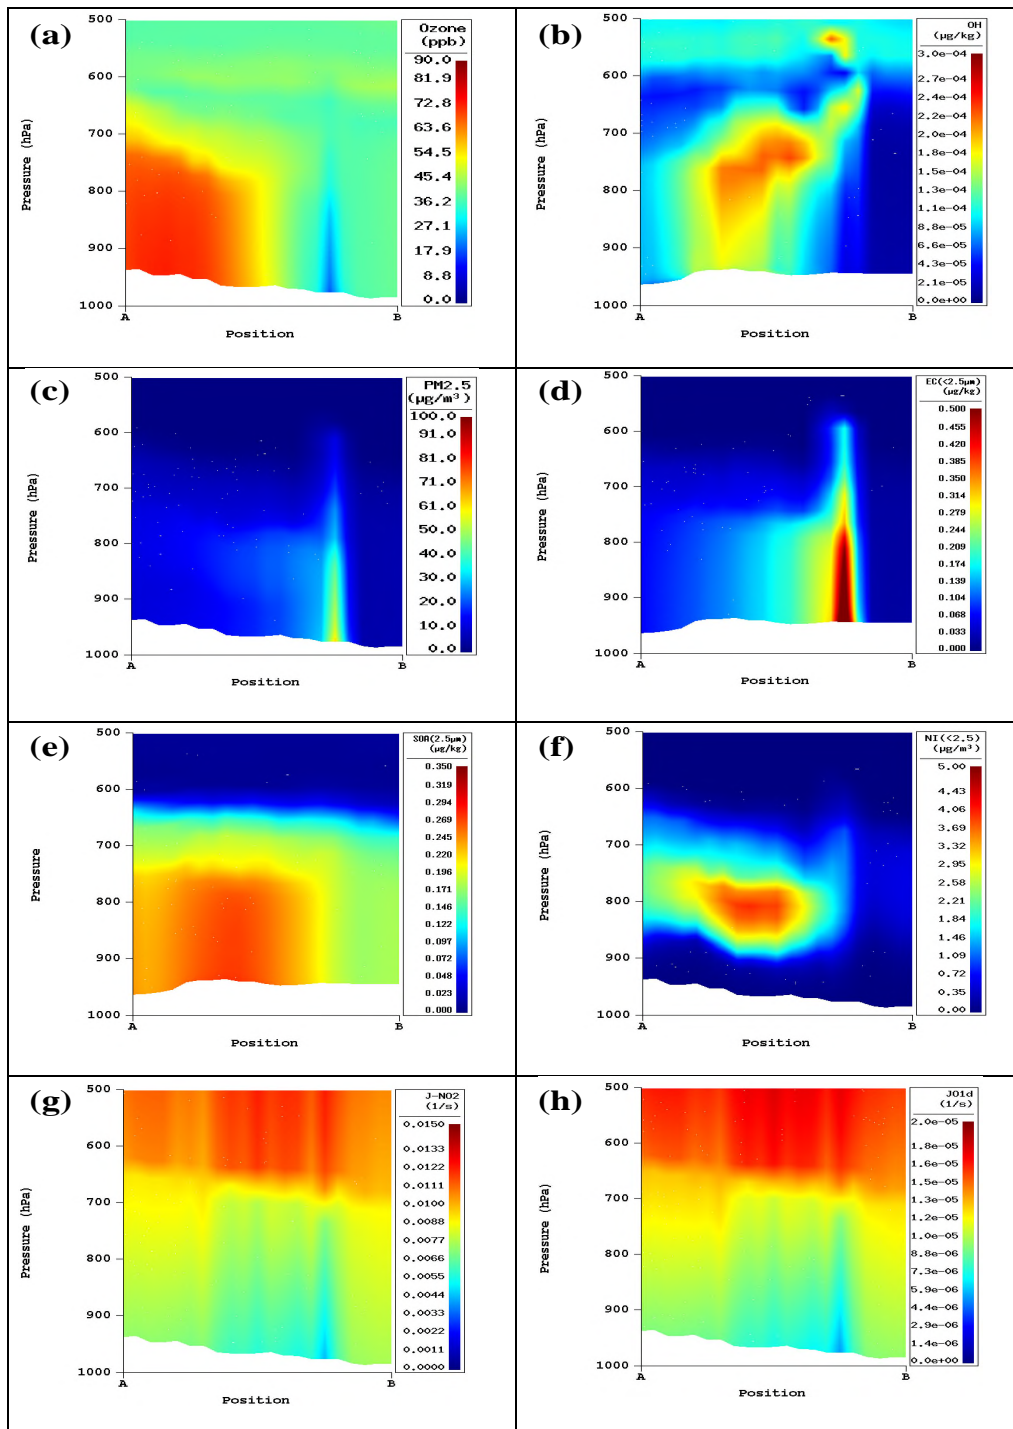 (a)
Ozone
(ppb)
90.0
81.9
72.8
63.6
54.5
45.4
36.2
27.1
17.9
8.8
0.0
500
600
700
800
900
1000
Pressure (hPa)
A
B
Position
(b)
OH
(µg/kg)
3.0e-04
2.7e-04
2.4e-04
2.2e-04
2.0e-04
1.8e-04
1.5e-04
1.3e-04
1.1e-04
8.8e-05
6.6e-05
4.3e-05
2.1e-05
0.0e+00
500
600
700
800
900
1000
Pressure (hPa)
A
B
Position
(c)
PM2.5
(µg/m³)
100.0
91.0
81.0
71.0
61.0
50.0
40.0
30.0
20.0
10.0
0.0
500
600
700
800
900
1000
Pressure (hPa)
A
B
Position
(d)
EC(<2.5µm)
(µg/kg)
0.500
0.455
0.420
0.385
0.350
0.314
0.279
0.244
0.209
0.174
0.139
0.104
0.068
0.033
0.000
500
600
700
800
900
1000
Pressure (hPa)
A
B
Position
(e)
SOA(2.5µm)
(µg/kg)
0.350
0.319
0.294
0.269
0.245
0.220
0.196
0.171
0.146
0.122
0.097
0.072
0.048
0.023
0.000
500
600
700
800
900
1000
Pressure
A
B
Position
(f)
NI(<2.5)
(µg/m³)
5.00
4.43
4.06
3.69
3.32
2.95
2.58
2.21
1.84
1.46
1.09
0.72
0.35
0.00
500
600
700
800
900
1000
Pressure (hPa)
A
B
Position
(g)
J-NO2
(1/s)
0.0150
0.0133
0.0122
0.0111
0.0100
0.0088
0.0077
0.0066
0.0055
0.0044
0.0033
0.0022
0.0011
0.0000
500
600
700
800
900
1000
Pressure (hPa)
A
B
Position
(h)
JO1d
(1/s)
2.0e-05
1.8e-05
1.6e-05
1.5e-05
1.3e-05
1.2e-05
1.0e-05
8.8e-06
7.3e-06
5.9e-06
4.4e-06
2.9e-06
1.4e-06
0.0e+00
500
600
700
800
900
1000
Pressure (hPa)
A
B
Position